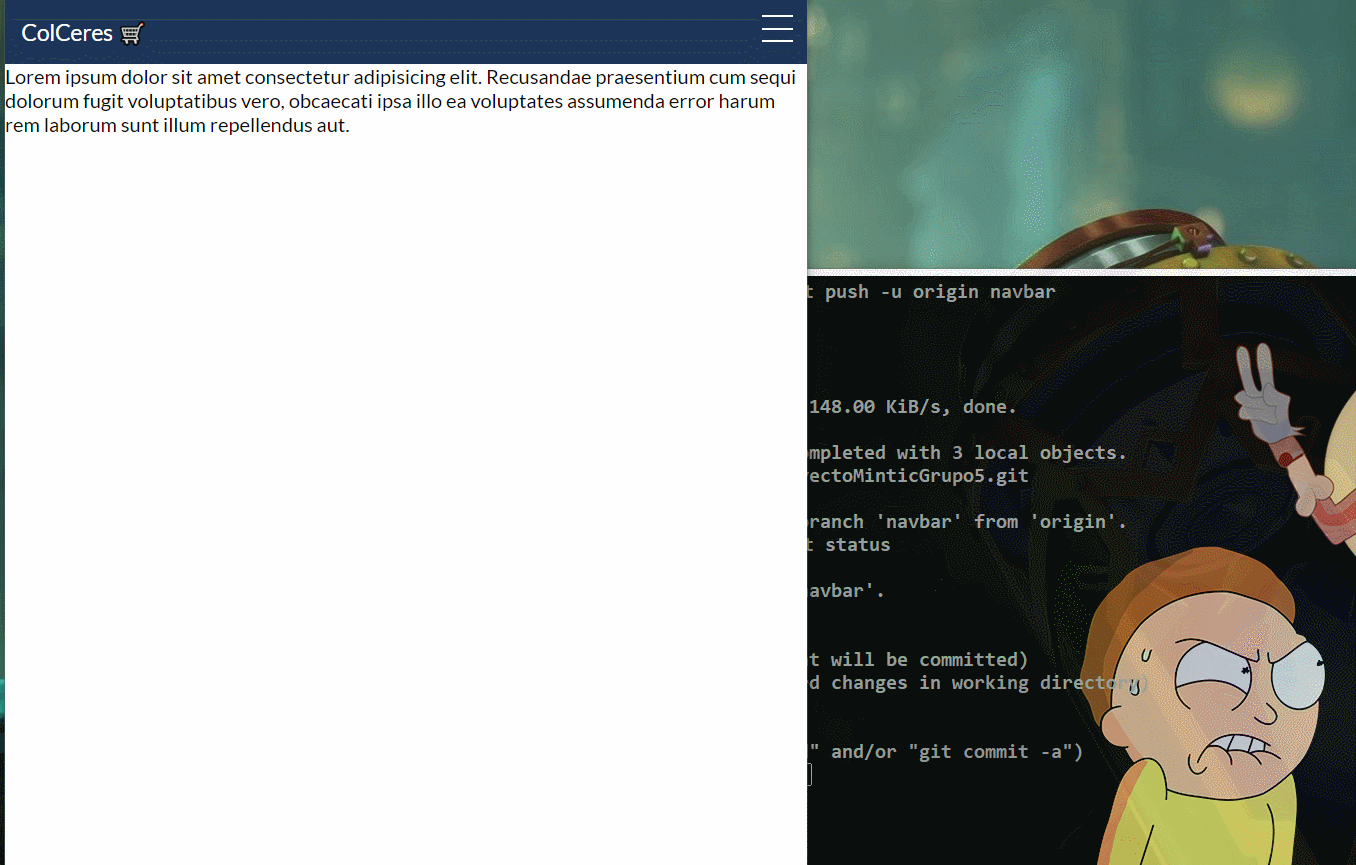 ColCeres
Lorem ipsum dolor sit amet consectetur adipisicing elit. Recusandae praesentium cum sequi
dolorum fugit voluptatibus vero, obcaecati ipsa illo ea voluptates assumenda error harum
rem laborum sunt illum repellendus aut.
t push -u origin navbar
148.00 KiB/s, done.
ompleted with 3 local objects.
yectoMinticGrupo5.git
branch 'navbar' from 'origin'.
t status
avbar'.
t will be committed)
d changes in working directory)
" and/or "git commit -a")